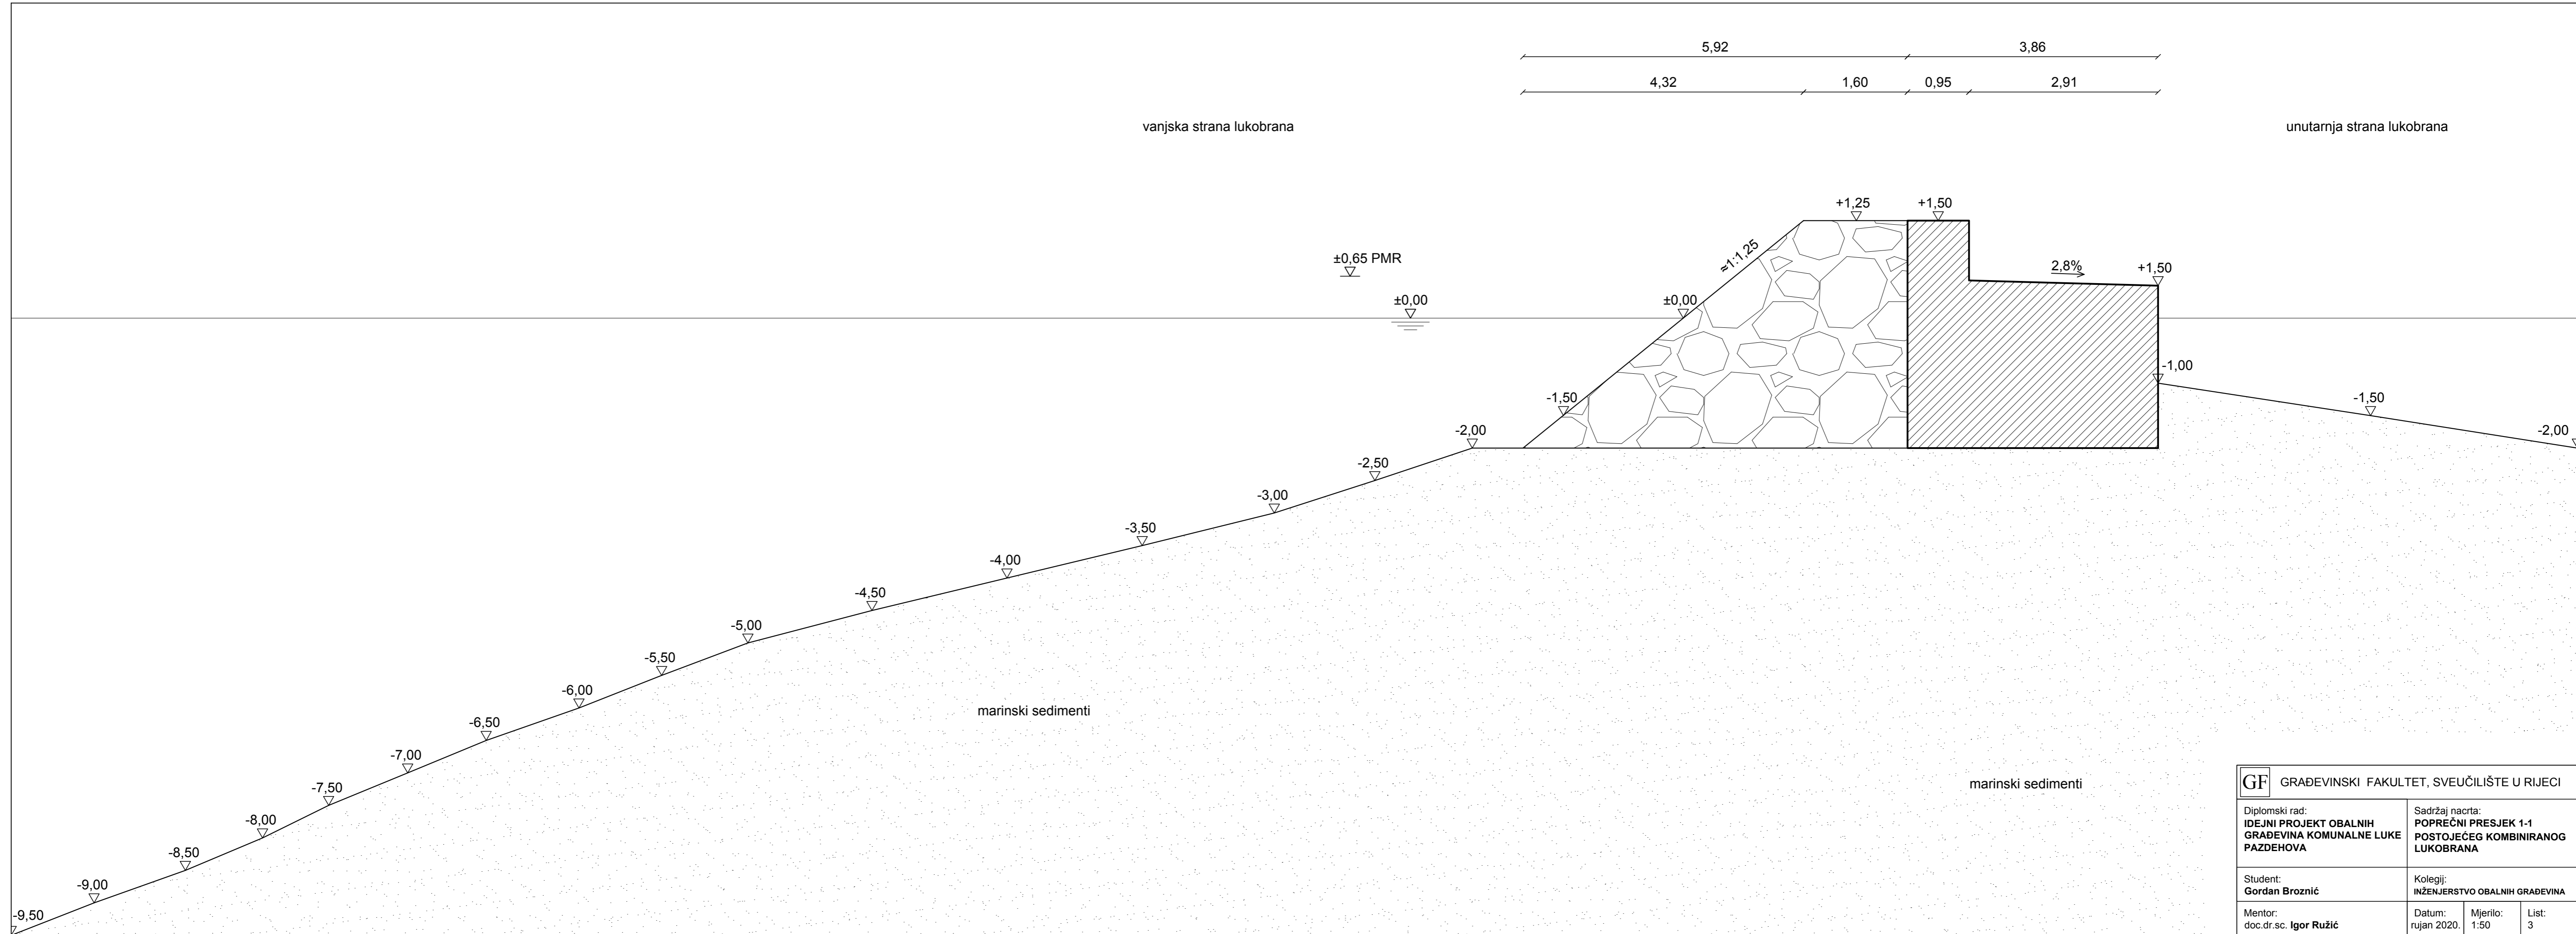 5,92
3,86
4,32
1,60
0,95
2,91
vanjska strana lukobrana
unutarnja strana lukobrana
+1,25
+1,50
≈1:1,25
±0,65 PMR
2,8%
+1,50
±0,00
±0,00
-1,00
-1,50
-1,50
-2,00
-2,00
-2,50
-3,00
-3,50
-4,00
-4,50
-5,00
-5,50
-6,00
-6,50
-7,00
-7,50
-8,00
-8,50
-9,00
-9,50
marinski sedimenti
marinski sedimenti
GF GRAĐEVINSKI FAKULTET, SVEUČILIŠTE U RIJECI
Diplomski rad:
IDEJNI PROJEKT OBALNIH
GRAĐEVINA KOMUNALNE LUKE
PAZDEHOVA
Sadržaj nacrta:
POPREČNI PRESJEK 1-1
POSTOJEĆEG KOMBINIRANOG
LUKOBRANA
Student:
Gordan Broznić
Kolegij:
INŽENJERSTVO OBALNIH GRAĐEVINA
Mentor:
doc.dr.sc. Igor Ružić
Datum:
rujan 2020.
Mjerilo:
1:50
List:
3